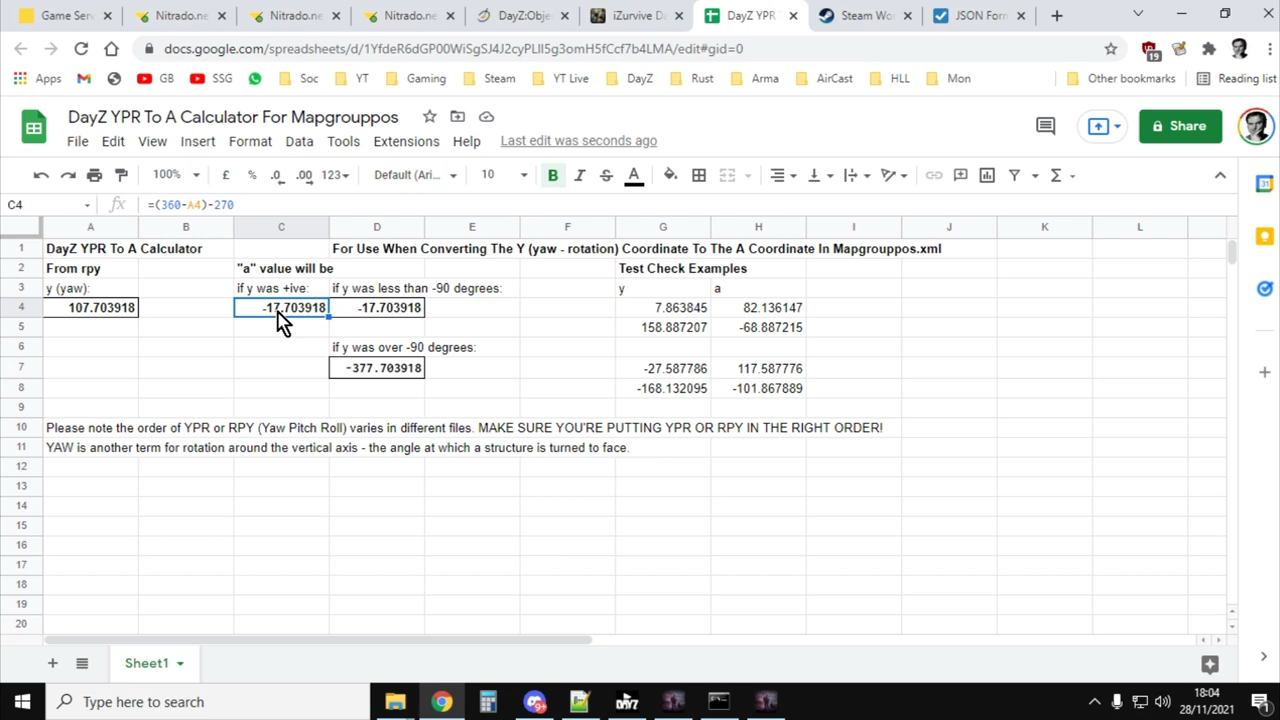 Game Serv
Nitrado.ne
Nitrado.ne
Nitrado.ne
DayZ:Obje
iZurvive Da
DayZ YPR
Steam Wo
JSON Form
docs.google.com/spreadsheets/d/1YfdeR6dGP00WiSgSJ4J2cyPLlI5g3omH5fCcf7b4LMA/edit#gid=0
19
Apps
GB
SSG
Soc
YT
Gaming
Steam
YT Live
DayZ
Rust
Arma
AirCast
HLL
Mon
Other bookmarks
Reading list
DayZ YPR To A Calculator For Mapgrouppos
Share
File Edit View Insert Format Data Tools Extensions Help Last edit was seconds ago
100% £ % .0 .00 123 Default (Ari... 10 B I S A Σ
C4 fx =(360-A4)-270
A B C D E F G H I J K L
1 DayZ YPR To A Calculator For Use When Converting The Y (yaw - rotation) Coordinate To The A Coordinate In Mapgrouppos.xml
2 From rpy "a" value will be Test Check Examples
3 y (yaw): if y was +ive: if y was less than -90 degrees: y a
4 107.703918 -17.703918 -17.703918 7.863845 82.136147
5 158.887207 -68.887215
6 if y was over -90 degrees:
7 -377.703918 -27.587786 117.587776
8 -168.132095 -101.867889
9
10 Please note the order of YPR or RPY (Yaw Pitch Roll) varies in different files. MAKE SURE YOU'RE PUTTING YPR OR RPY IN THE RIGHT ORDER!
11 YAW is another term for rotation around the vertical axis - the angle at which a structure is turned to face.
12
13
14
15
16
17
18
19
20
Sheet1
Type here to search
DAYZ
18:04
28/11/2021
1